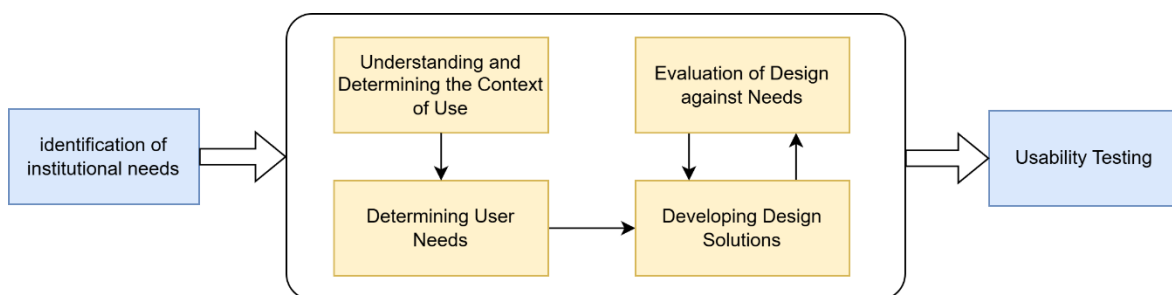 identification of
institutional needs
Understanding and
Determining the Context
of Use
Determining User
Needs
Evaluation of Design
against Needs
Developing Design
Solutions
Usability Testing